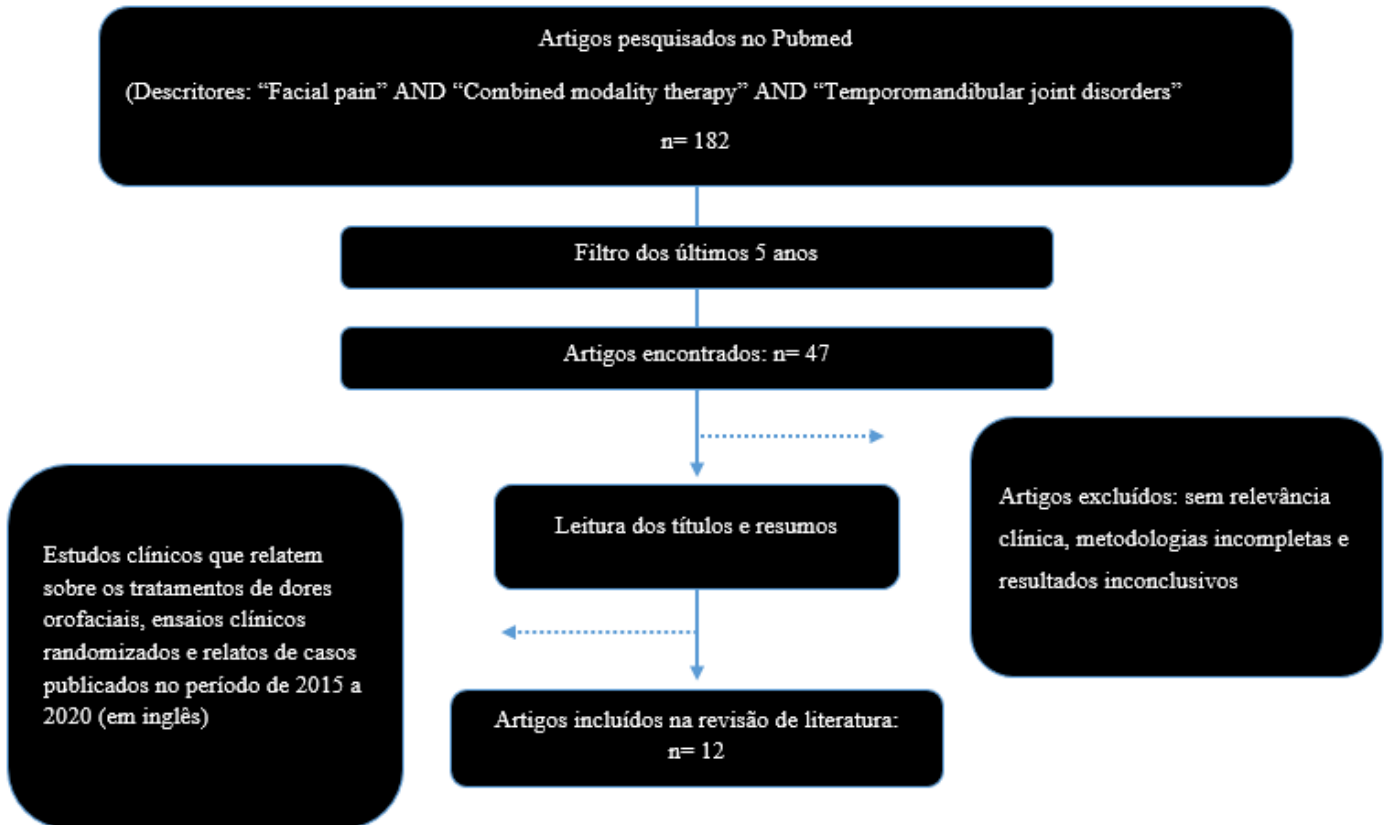 Artigos pesquisados no Pubmed
(Descritores: “Facial pain” AND “Combined modality therapy” AND “Temporomandibular joint disorders”
n= 182
Filtro dos últimos 5 anos
Artigos encontrados: n= 47
Artigos excluídos: sem relevância
clínica, metodologias incompletas e
resultados inconclusivos
Leitura dos títulos e resumos
Estudos clínicos que relatem
sobre os tratamentos de dores
orofaciais, ensaios clínicos
randomizados e relatos de casos
publicados no período de 2015 a
2020 (em inglês)
Artigos incluídos na revisão de literatura:
n= 12